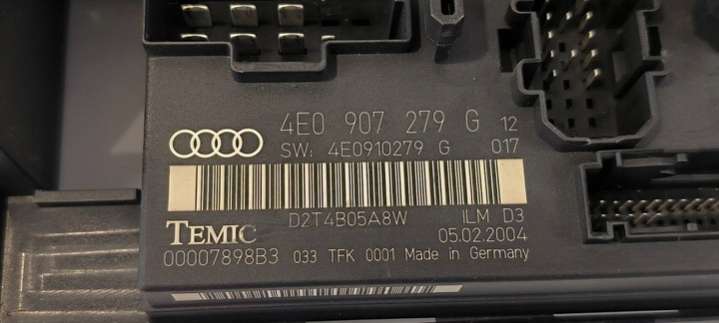 4E0 907 279 G 12
SW: 4E0910279 G 017
D2T4B05A8W ILM D3
TEMIC 05.02.2004
00007898B3 033 TFK 0001 Made in Germany